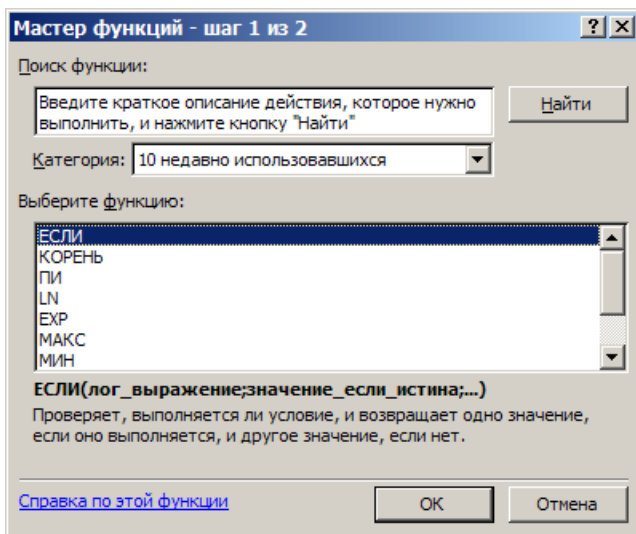 Мастер функций - шаг 1 из 2
Поиск функции:
Введите краткое описание действия, которое нужно
выполнить, и нажмите кнопку "Найти"
Найти
Категория: 10 недавно использовавшихся
Выберите функцию:
ЕСЛИ
КОРЕНЬ
ПИ
LN
EXP
МАКС
МИН
ЕСЛИ(лог_выражение;значение_если_истина;...)
Проверяет, выполняется ли условие, и возвращает одно значение,
если оно выполняется, и другое значение, если нет.
Справка по этой функции
ОК
Отмена